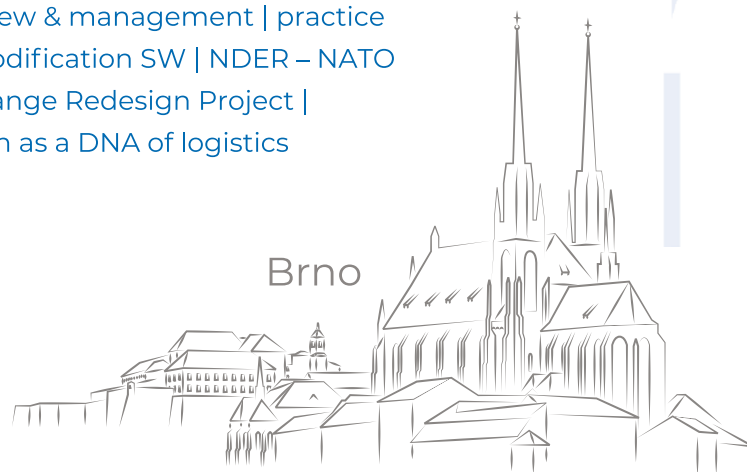 ew & management | practice
odification SW | NDER – NATO
ange Redesign Project |
n as a DNA of logistics
Brno